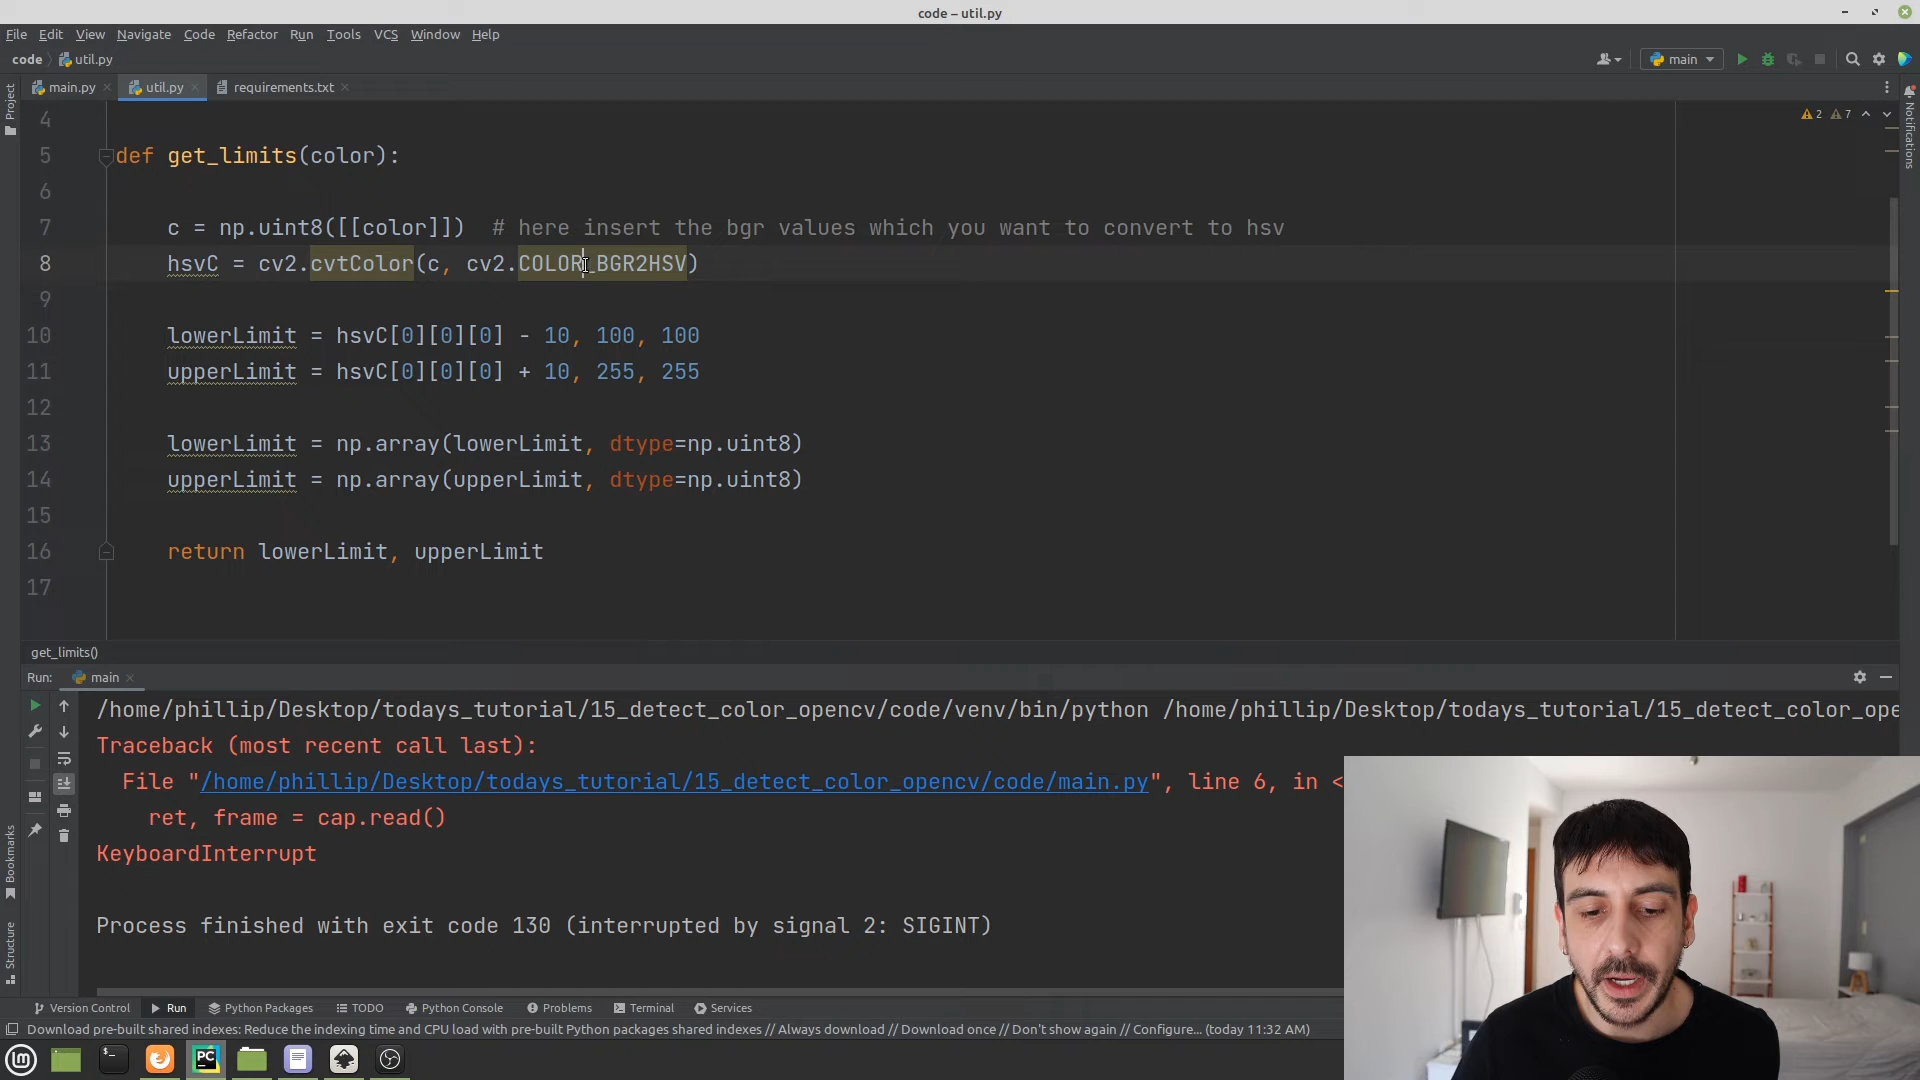 code – util.py
File Edit View Navigate Code Refactor Run Tools VCS Window Help
code util.py main
main.py util.py requirements.txt
Project
Notifications
2 7
4
5 def get_limits(color):
6
7 c = np.uint8([[color]])  # here insert the bgr values which you want to convert to hsv
8 hsvC = cv2.cvtColor(c, cv2.COLOR_BGR2HSV)
9
10 lowerLimit = hsvC[0][0][0] - 10, 100, 100
11 upperLimit = hsvC[0][0][0] + 10, 255, 255
12
13 lowerLimit = np.array(lowerLimit, dtype=np.uint8)
14 upperLimit = np.array(upperLimit, dtype=np.uint8)
15
16 return lowerLimit, upperLimit
17
get_limits()
Run: main
/home/phillip/Desktop/todays_tutorial/15_detect_color_opencv/code/venv/bin/python /home/phillip/Desktop/todays_tutorial/15_detect_color_ope
Traceback (most recent call last):
File "/home/phillip/Desktop/todays_tutorial/15_detect_color_opencv/code/main.py", line 6, in <
ret, frame = cap.read()
KeyboardInterrupt
Process finished with exit code 130 (interrupted by signal 2: SIGINT)
Bookmarks
Structure
Version Control Run Python Packages TODO Python Console Problems Terminal Services
Download pre-built shared indexes: Reduce the indexing time and CPU load with pre-built Python packages shared indexes // Always download // Download once // Don't show again // Configure... (today 11:32 AM)
PC